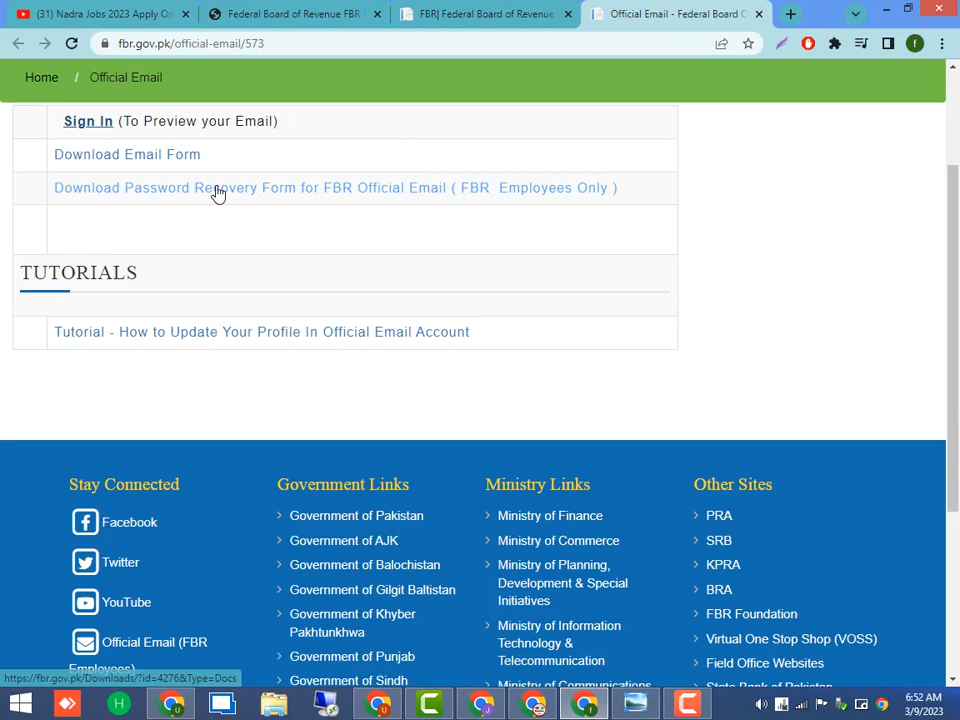 (31) Nadra Jobs 2023 Apply On
Federal Board of Revenue FBR
FBR| Federal Board of Revenue
Official Email - Federal Board O
fbr.gov.pk/official-email/573
f
Home / Official Email
Sign In (To Preview your Email)
Download Email Form
Download Password Recovery Form for FBR Official Email ( FBR Employees Only )
TUTORIALS
Tutorial - How to Update Your Profile In Official Email Account
Stay Connected
Facebook
Twitter
YouTube
Official Email (FBR
Employees)
Government Links
Government of Pakistan
Government of AJK
Government of Balochistan
Government of Gilgit Baltistan
Government of Khyber
Pakhtunkhwa
Government of Punjab
Government of Sindh
Ministry Links
Ministry of Finance
Ministry of Commerce
Ministry of Planning,
Development & Special
Initiatives
Ministry of Information
Technology &
Telecommunication
Ministry of Communications
Other Sites
PRA
SRB
KPRA
BRA
FBR Foundation
Virtual One Stop Shop (VOSS)
Field Office Websites
State Bank of Pakistan
https://fbr.gov.pk/Downloads/?id=4276&Type=Docs
H
6:52 AM
3/9/2023